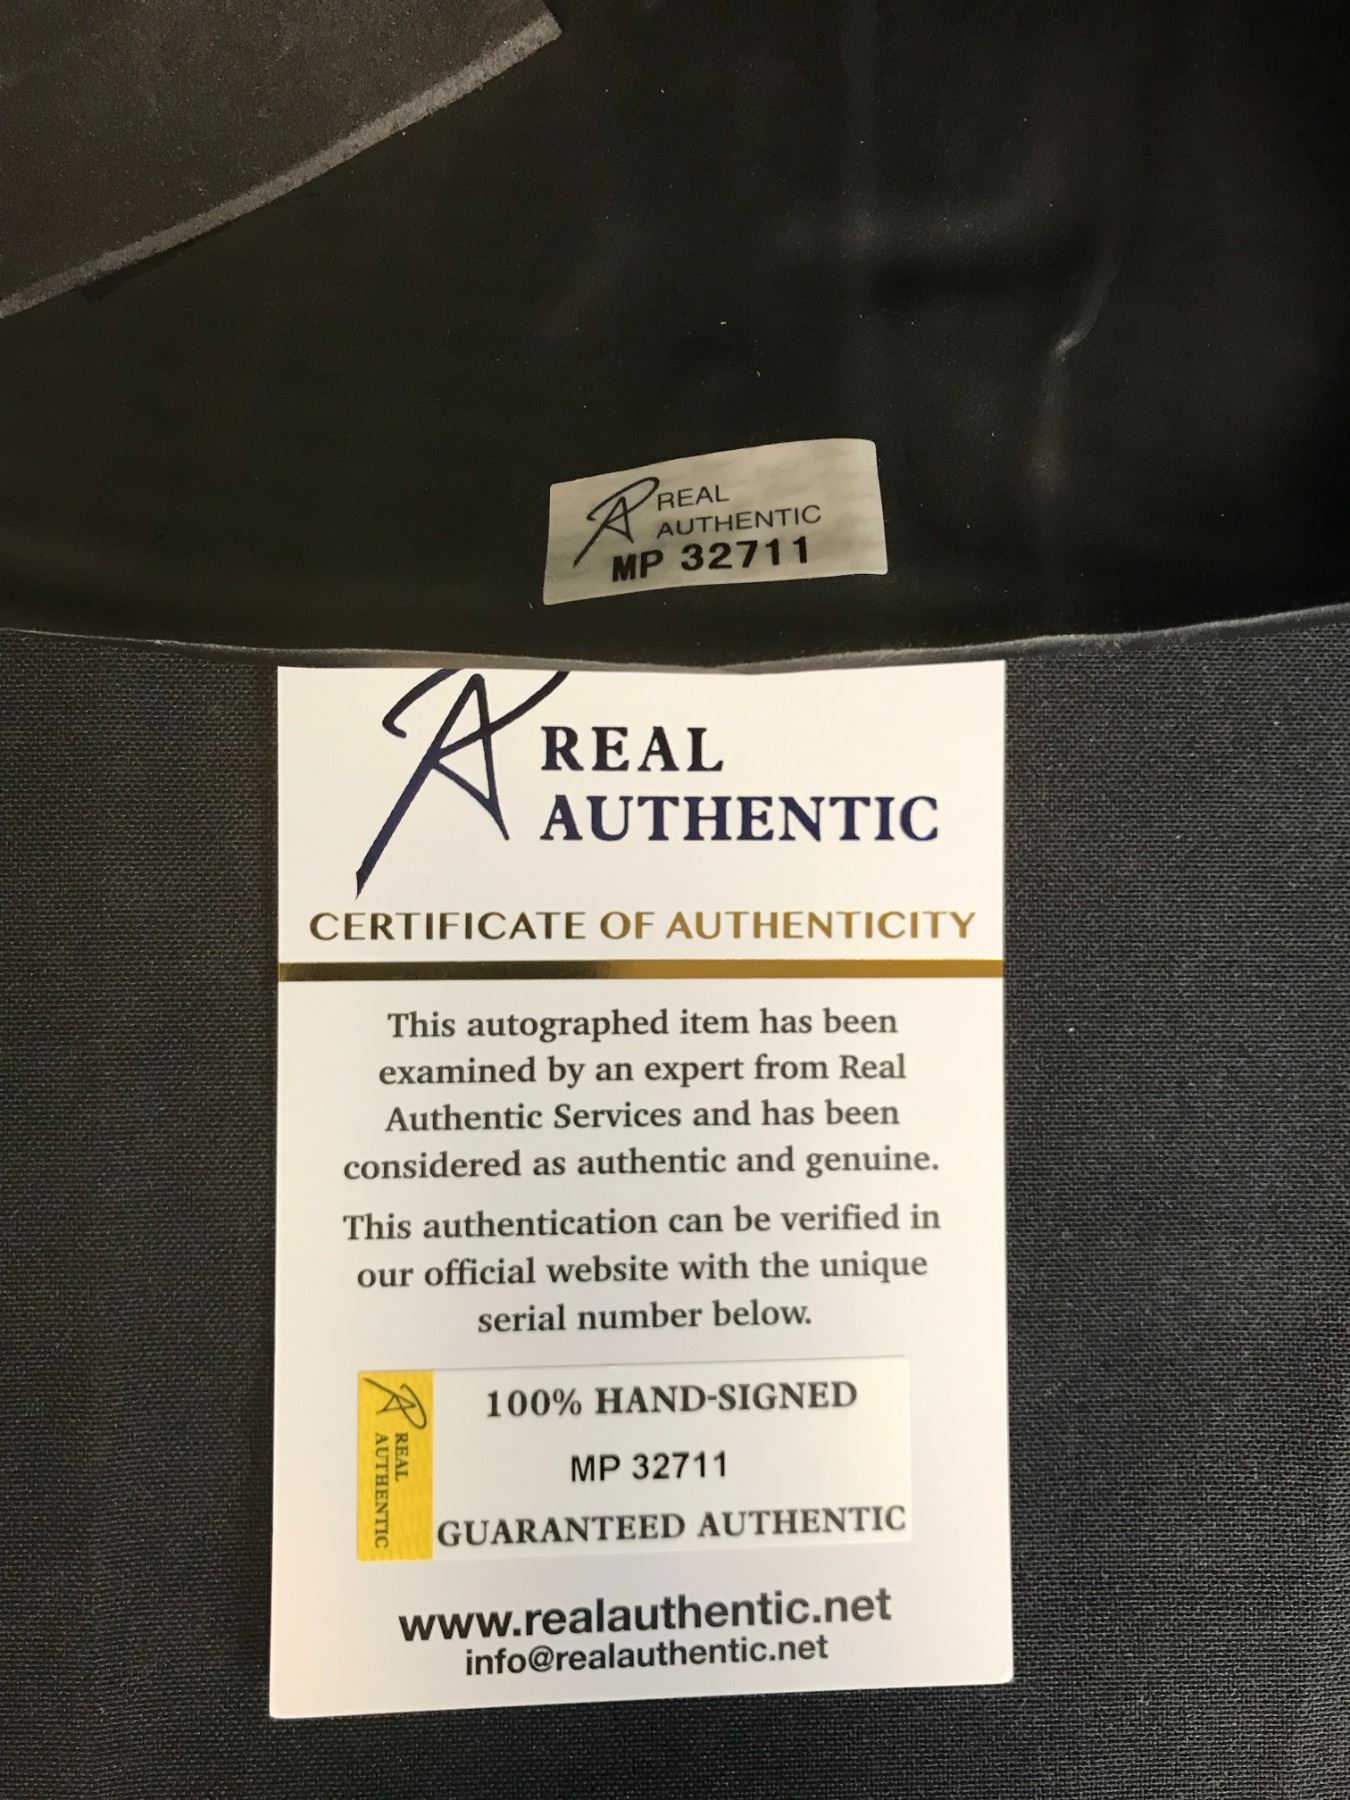 REAL
AUTHENTIC
MP 32711
REAL
AUTHENTIC
CERTIFICATE OF AUTHENTICITY
This autographed item has been
examined by an expert from Real
Authentic Services and has been
considered as authentic and genuine.
This authentication can be verified in
our official website with the unique
serial number below.
REAL
AUTHENTIC
100% HAND-SIGNED
MP 32711
GUARANTEED AUTHENTIC
www.realauthentic.net
info@realauthentic.net